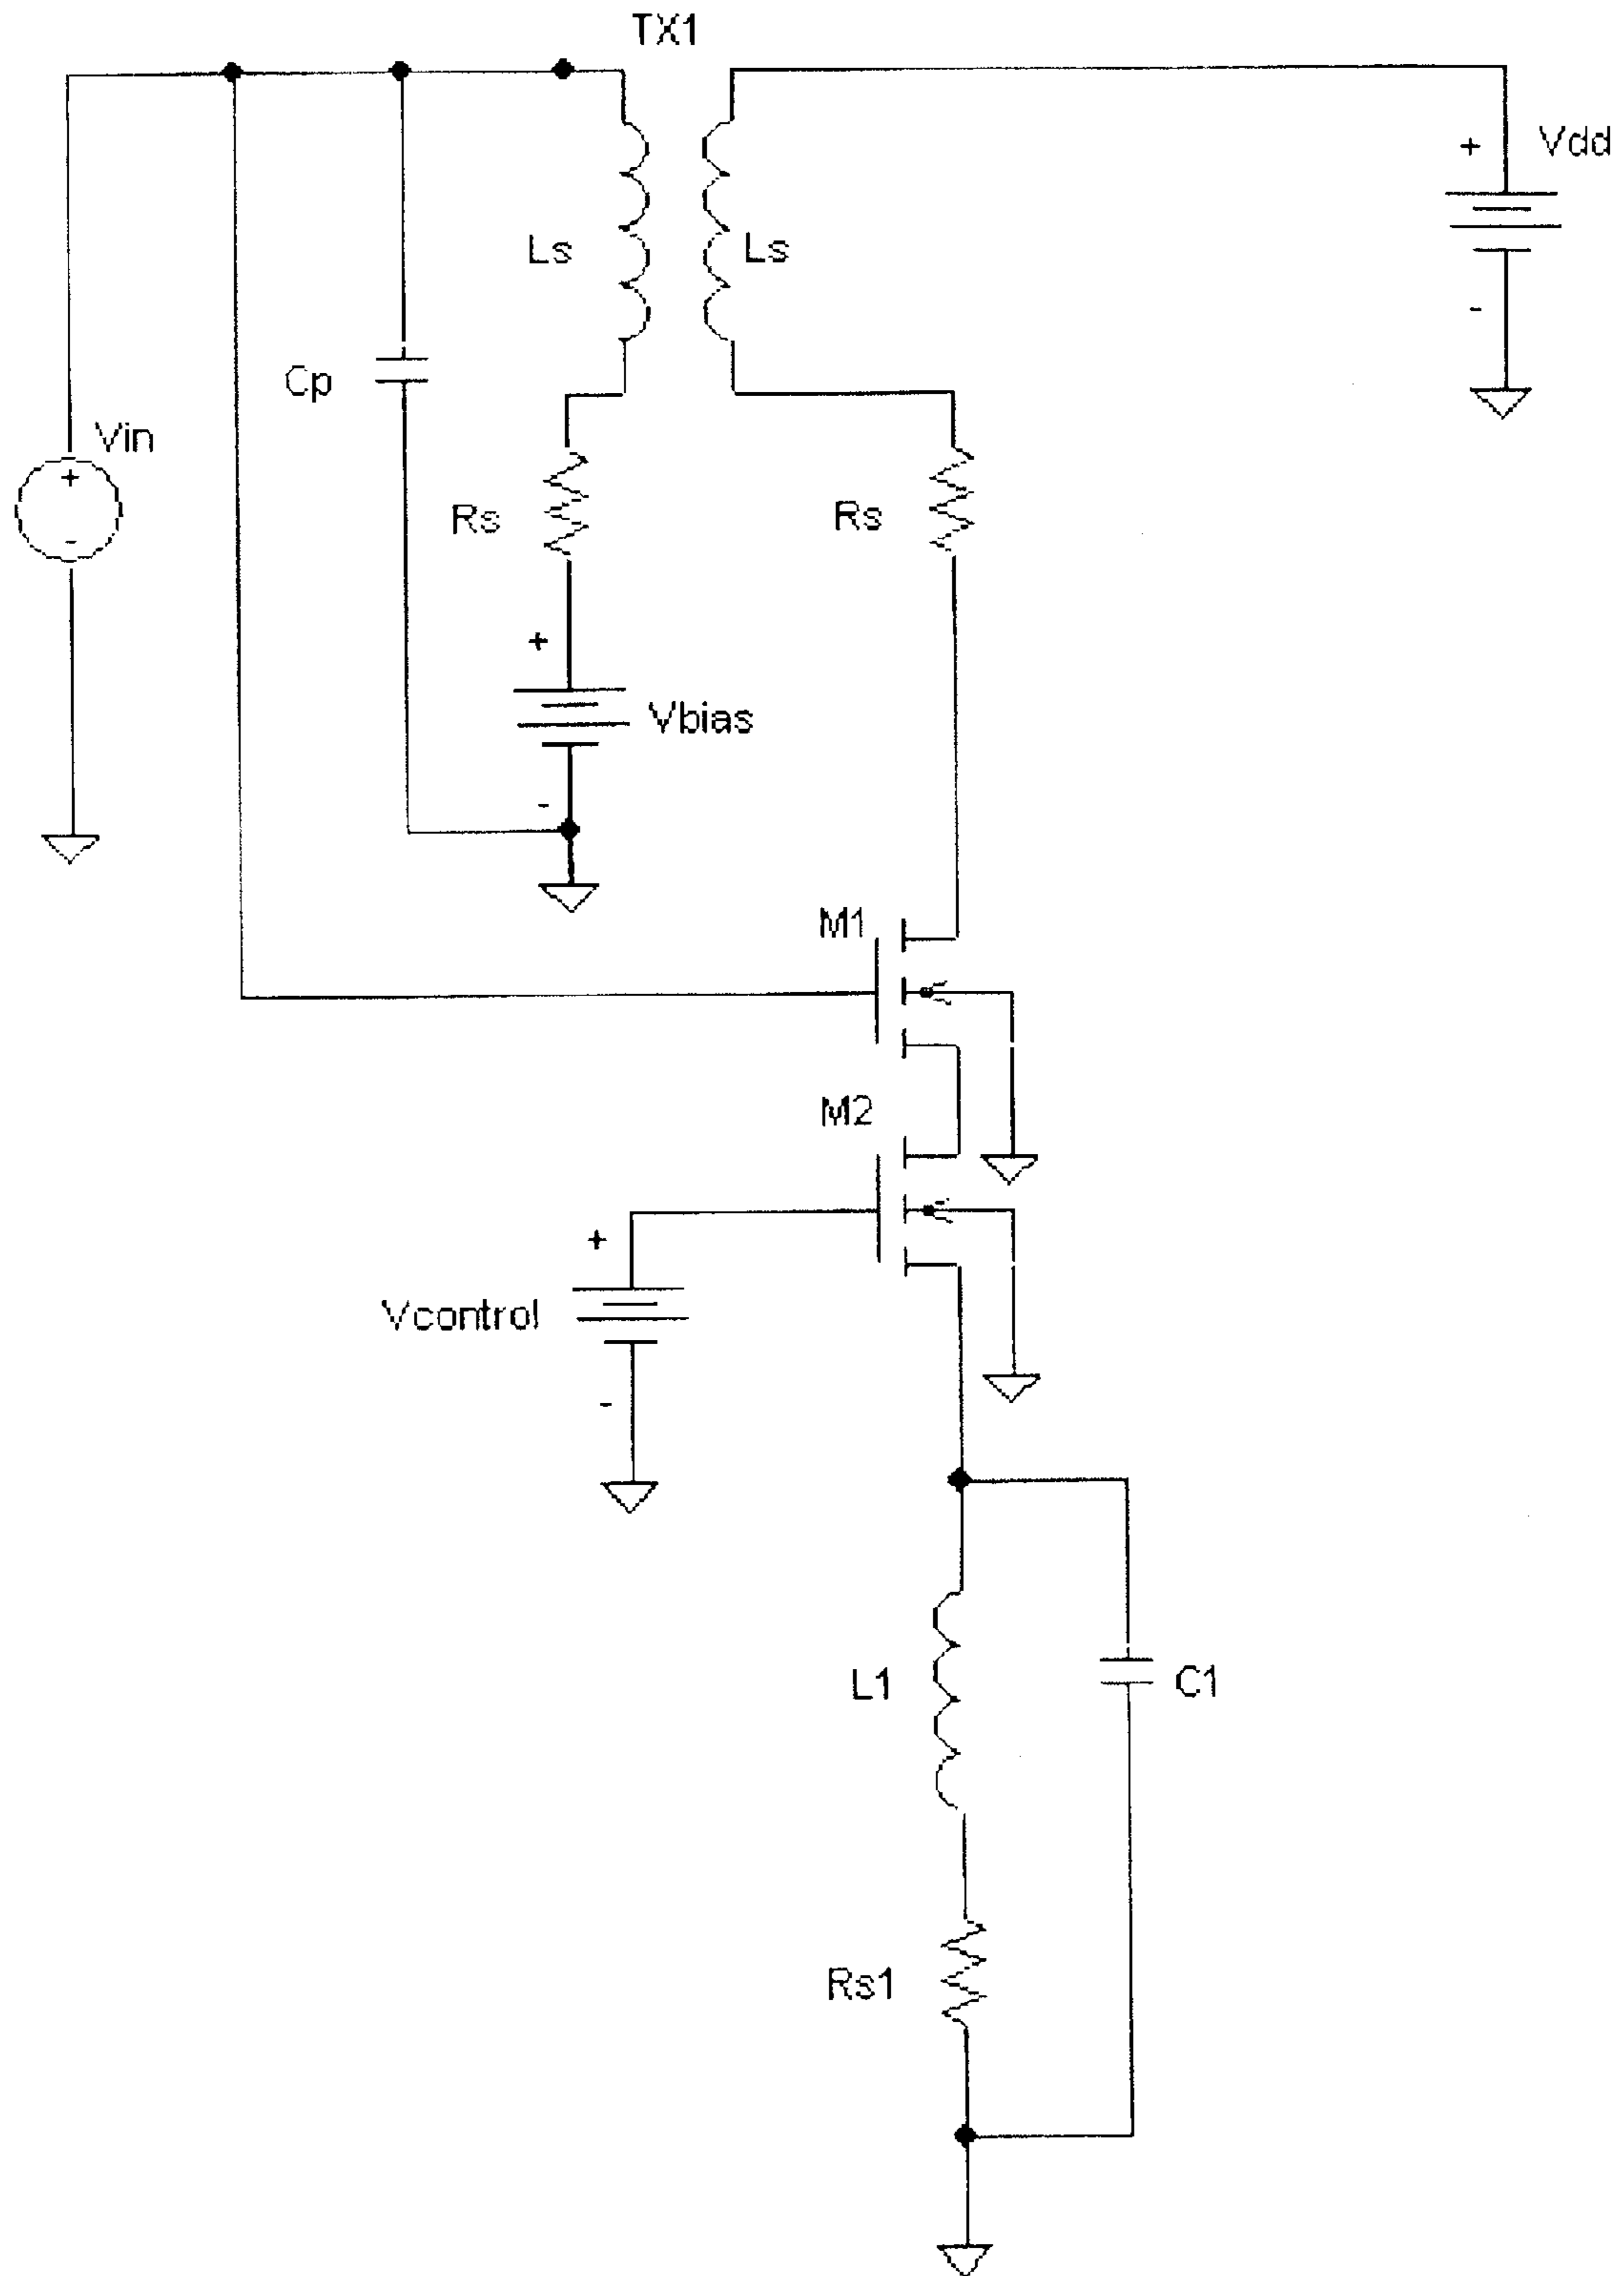 TX1
+ Vdd
-
Ls
Ls
Cp
Vin
+
-
Rs
Rs
+
Vbias
-
M1
M2
+
Vcontrol
-
L1
C1
Rs1